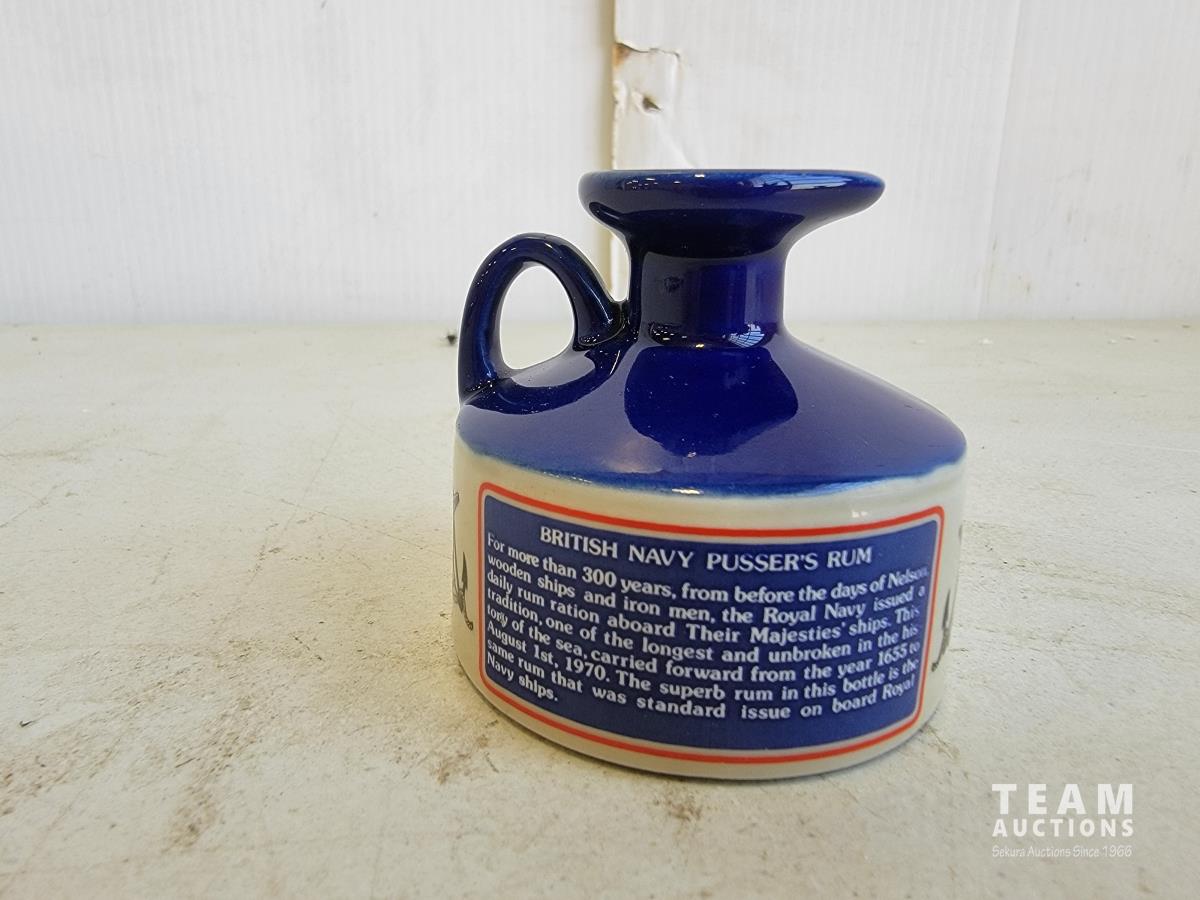 BRITISH NAVY PUSSER'S RUM
For more than 300 years, from before the days of Nelson,
wooden ships and iron men, the Royal Navy issued a
daily rum ration aboard Their Majesties' ships. This
tradition, one of the longest and unbroken in the his
tory of the sea, carried forward from the year 1655 to
August 1st, 1970. The superb rum in this bottle is the
same rum that was standard issue on board Royal
Navy ships.
TEAM
AUCTIONS
Sekura Auctions Since 1966